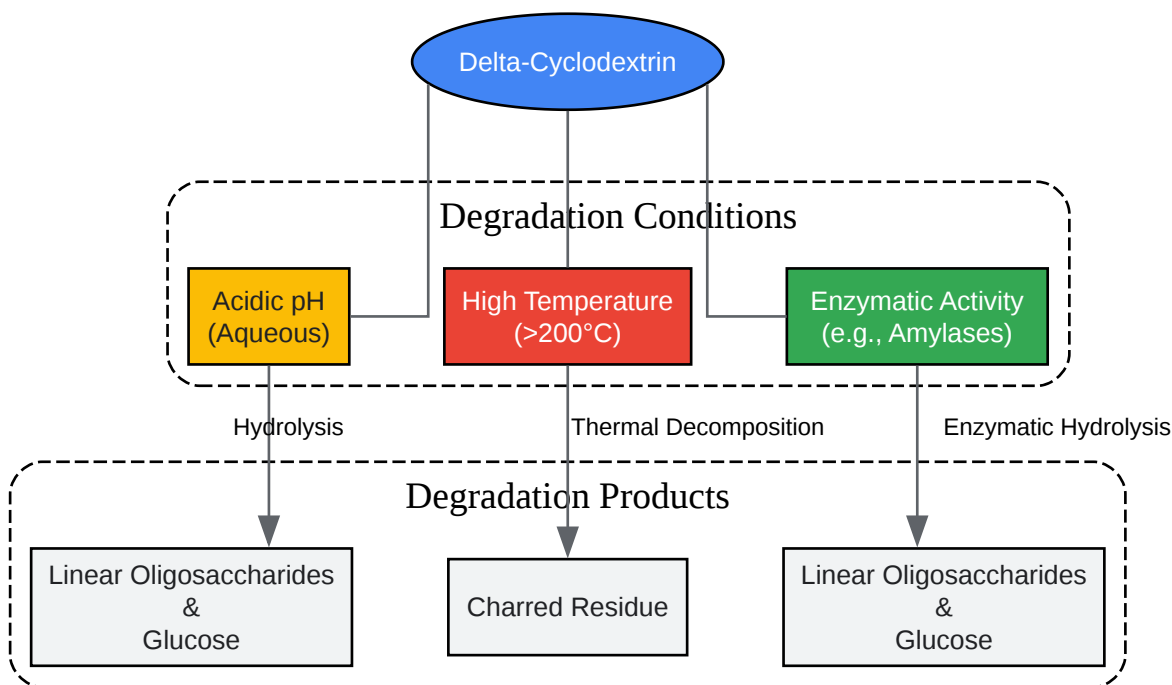 Delta-Cyclodextrin
Degradation Conditions
Acidic pH
(Aqueous)
High Temperature
(>200°C)
Enzymatic Activity
(e.g., Amylases)
Hydrolysis
Thermal Decomposition
Enzymatic Hydrolysis
Degradation Products
Linear Oligosaccharides
&
Glucose
Charred Residue
Linear Oligosaccharides
&
Glucose